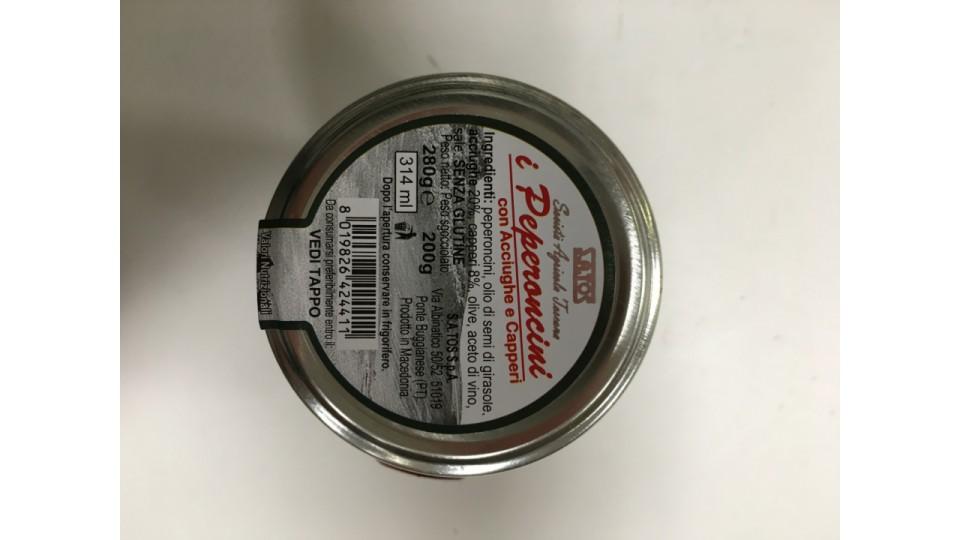 S.A.TOS
Società Agricola Toscana
i Peperoncini
con Acciughe e Capperi
Ingredienti: peperoncini, olio di semi di girasole,
acciughe 20%, capperi 8%, olive, aceto di vino,
sale. SENZA GLUTINE
Peso netto: Peso sgocciolato:
280g e 200g
314 ml
S.A.TOS S.p.A.
Via Albinatico 50/52 51019
Ponte Buggianese (PT)
Prodotto in Macedonia
Dopo l'apertura conservare in frigorifero.
8 019826 424411
Da consumarsi preferibilmente entro il:
VEDI TAPPO
Valori Nutrizionali